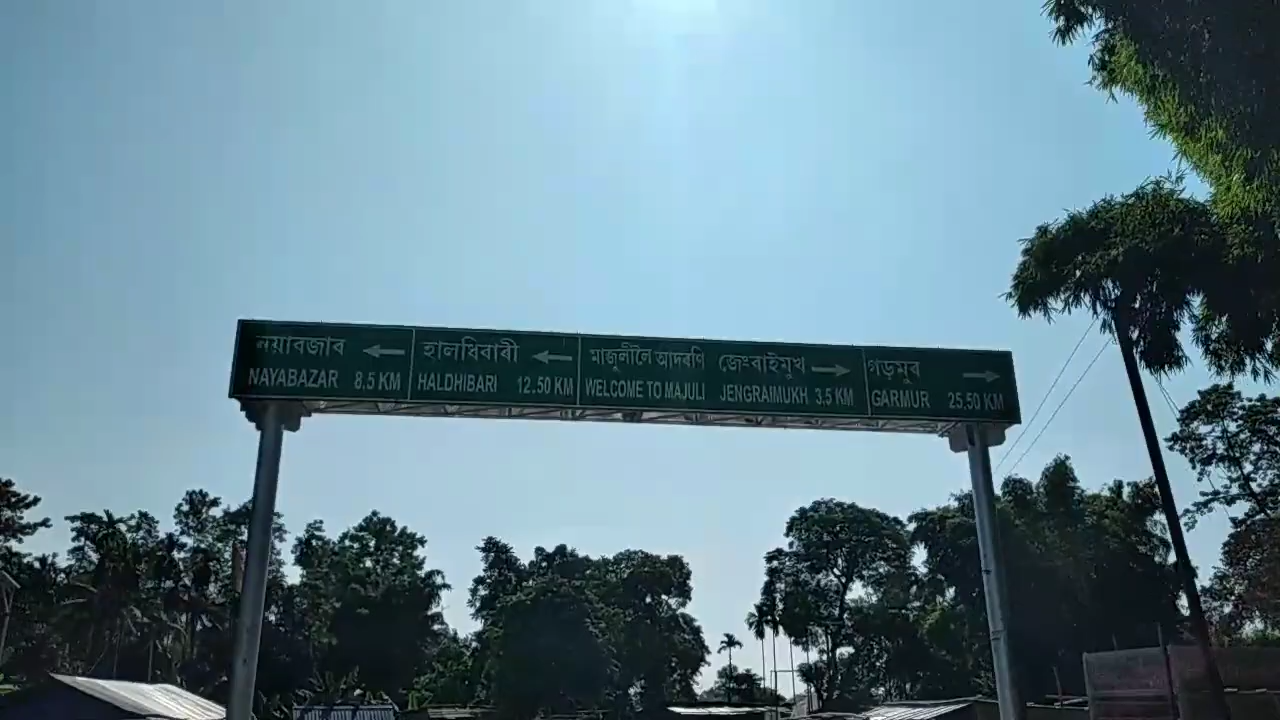 নয়াবজাৰ ←
NAYABAZAR 8.5 KM
হালধিবাৰী ←
HALDHIBARI 12.50 KM
মাজুলীলৈ আদৰণি
WELCOME TO MAJULI
জেংৰাইমুখ →
JENGRAIMUKH 3.5 KM
গড়মুৰ →
GARMUR 25.50 KM